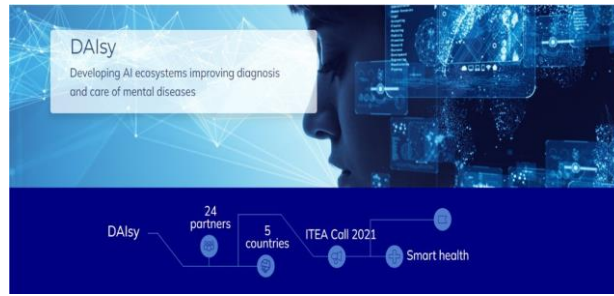 DAIsy
Developing AI ecosystems improving diagnosis
and care of mental diseases
24
partners
DAIsy
5
countries
ITEA Call 2021
Smart health